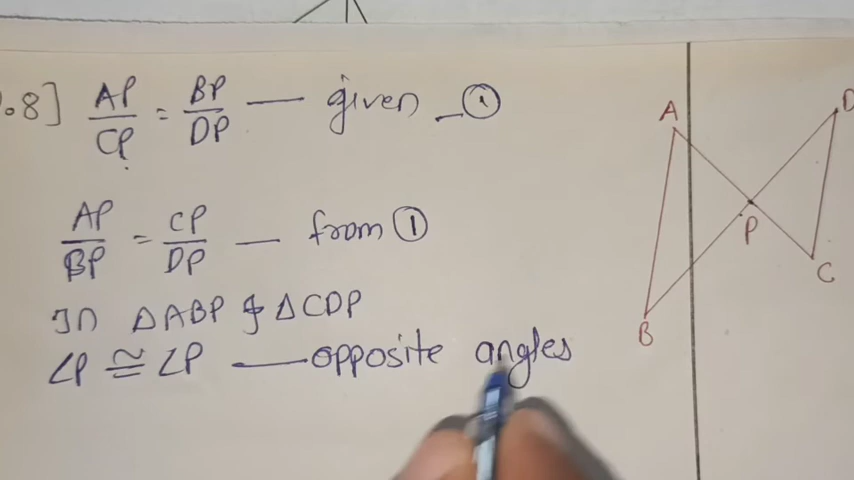 .8] AP/CP = BP/DP — given — ①
AP/BP = CP/DP — from ①
In △ABP & △CDP
∠P ≅ ∠P — opposite angles
A
B
P
C
D